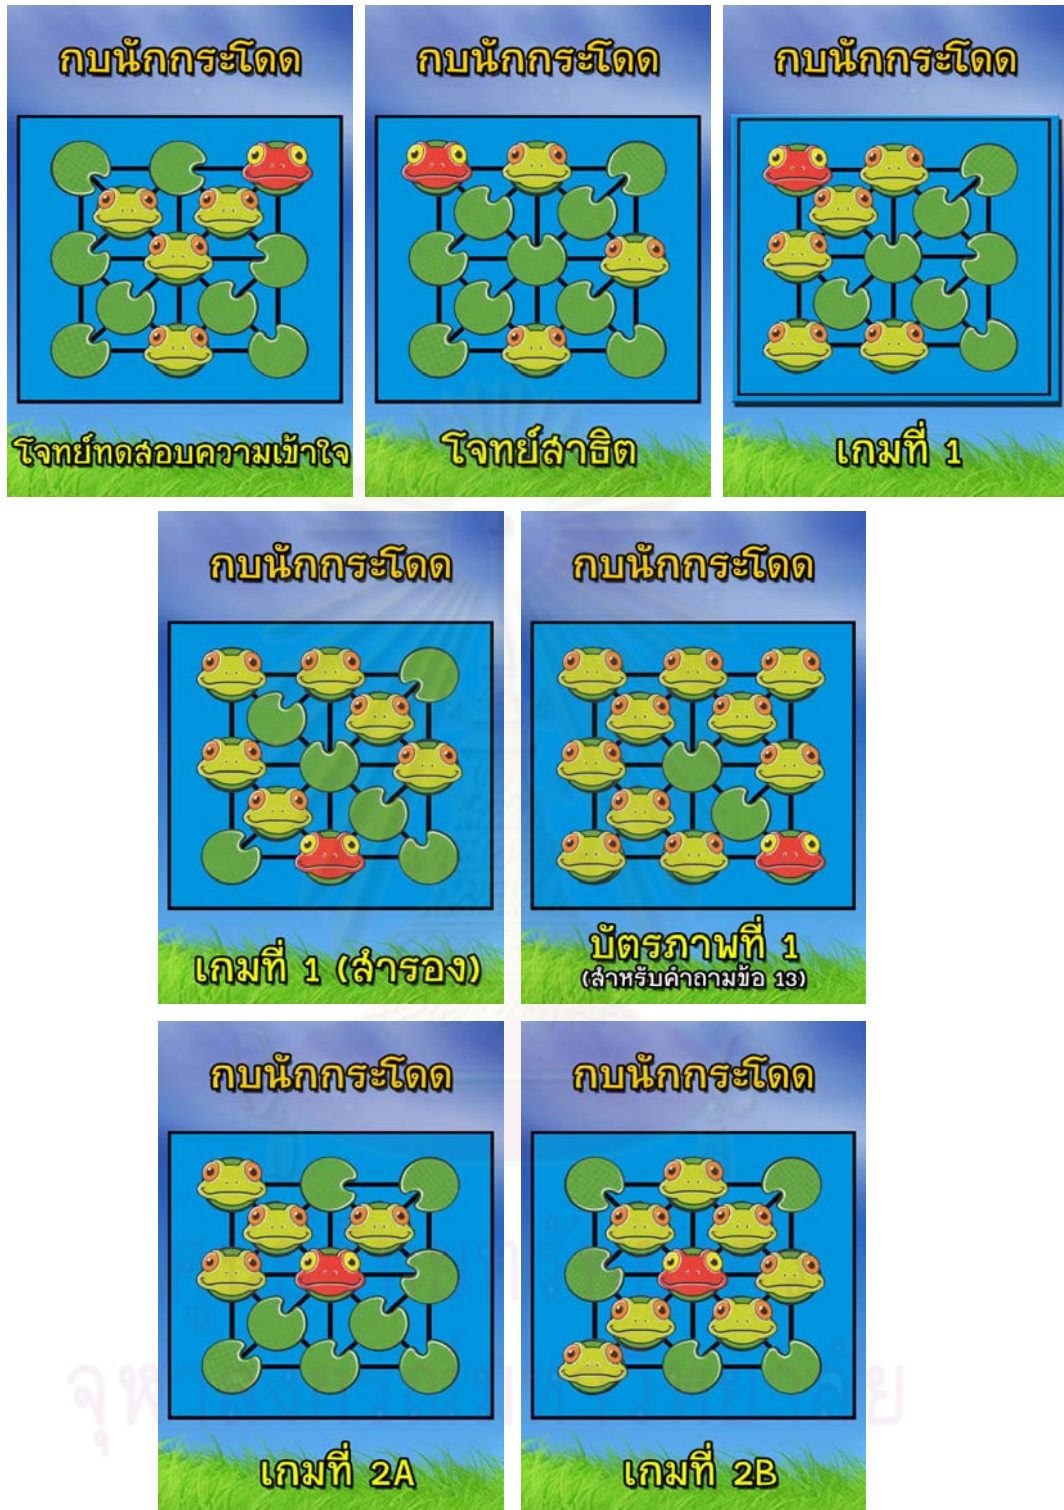 กบนักกระโดด
โจทย์ทดสอบความเข้าใจ
กบนักกระโดด
โจทย์สาธิต
กบนักกระโดด
เกมที่ 1
กบนักกระโดด
เกมที่ 1 (สำรอง)
กบนักกระโดด
บัตรภาพที่ 1
(สำหรับคำถามข้อ 13)
กบนักกระโดด
เกมที่ 2A
กบนักกระโดด
เกมที่ 2B